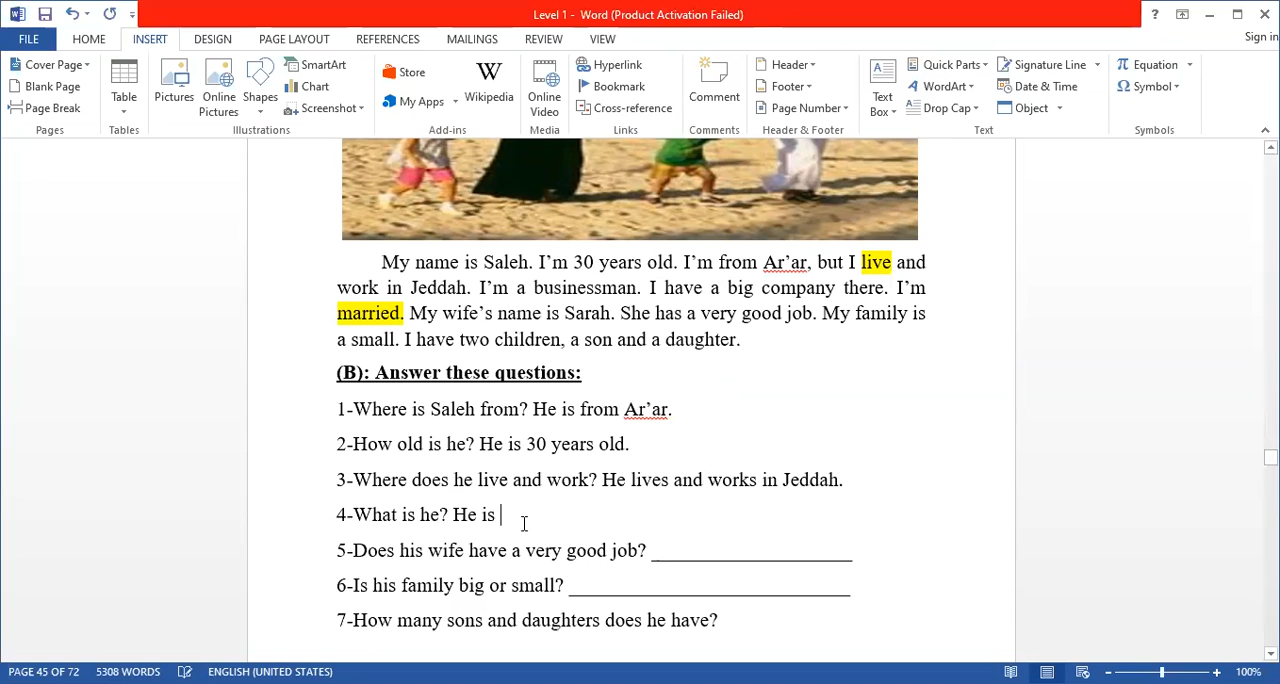 Level 1 - Word (Product Activation Failed)
?
FILE HOME INSERT DESIGN PAGE LAYOUT REFERENCES MAILINGS REVIEW VIEW Sign in
Cover Page
Blank Page
Page Break
Pages
Table
Tables
Pictures
Online Pictures
Shapes
SmartArt
Chart
Screenshot
Illustrations
Store
My Apps
W
Wikipedia
Add-ins
Online Video
Media
Hyperlink
Bookmark
Cross-reference
Links
Comment
Comments
Header
Footer
Page Number
Header & Footer
Text Box
Quick Parts
WordArt
Drop Cap
Signature Line
Date & Time
Object
Text
π Equation
Ω Symbol
Symbols
My name is Saleh. I’m 30 years old. I’m from Ar’ar, but I live and
work in Jeddah. I’m a businessman. I have a big company there. I’m
married. My wife’s name is Sarah. She has a very good job. My family is
a small. I have two children, a son and a daughter.
(B): Answer these questions:
1-Where is Saleh from? He is from Ar’ar.
2-How old is he? He is 30 years old.
3-Where does he live and work? He lives and works in Jeddah.
4-What is he? He is
5-Does his wife have a very good job? ____________________
6-Is his family big or small? ____________________________
7-How many sons and daughters does he have?
PAGE 45 OF 72 5308 WORDS ENGLISH (UNITED STATES) 100%